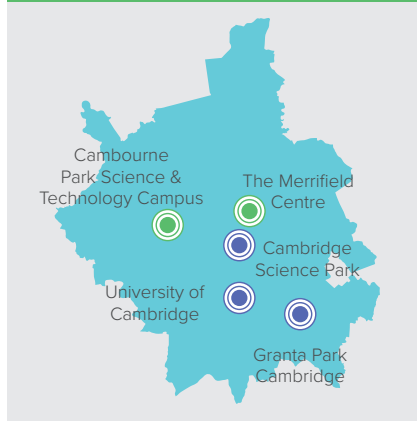 Cambourne
Park Science &
Technology Campus
The Merrifield
Centre
Cambridge
Science Park
University of
Cambridge
Granta Park
Cambridge